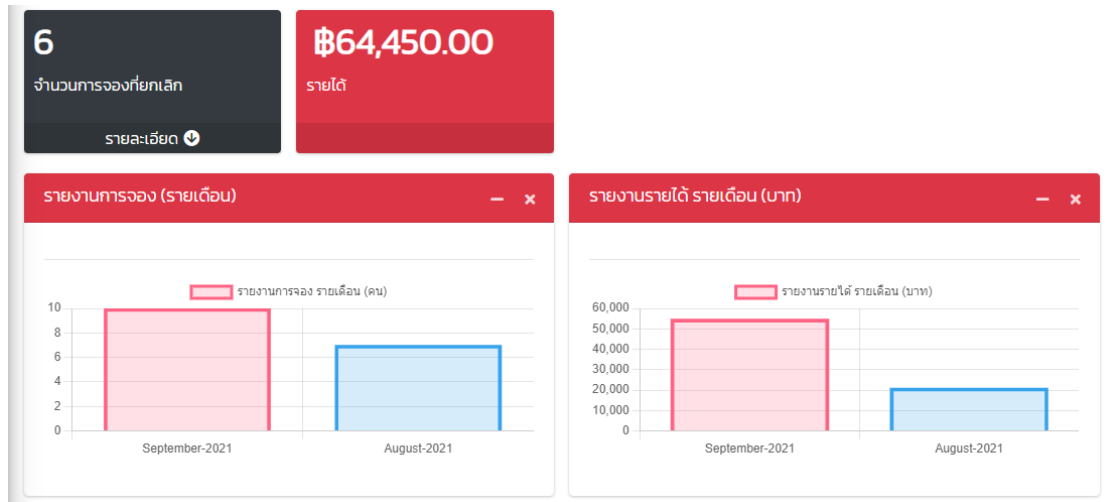 6
จำนวนการจองที่ยกเลิก
รายละเอียด
฿64,450.00
รายได้
รายงานการจอง (รายเดือน)
รายงานการจอง รายเดือน (คน)
10
8
6
4
2
0
September-2021
August-2021
รายงานรายได้ รายเดือน (บาท)
รายงานรายได้ รายเดือน (บาท)
60,000
50,000
40,000
30,000
20,000
10,000
0
September-2021
August-2021